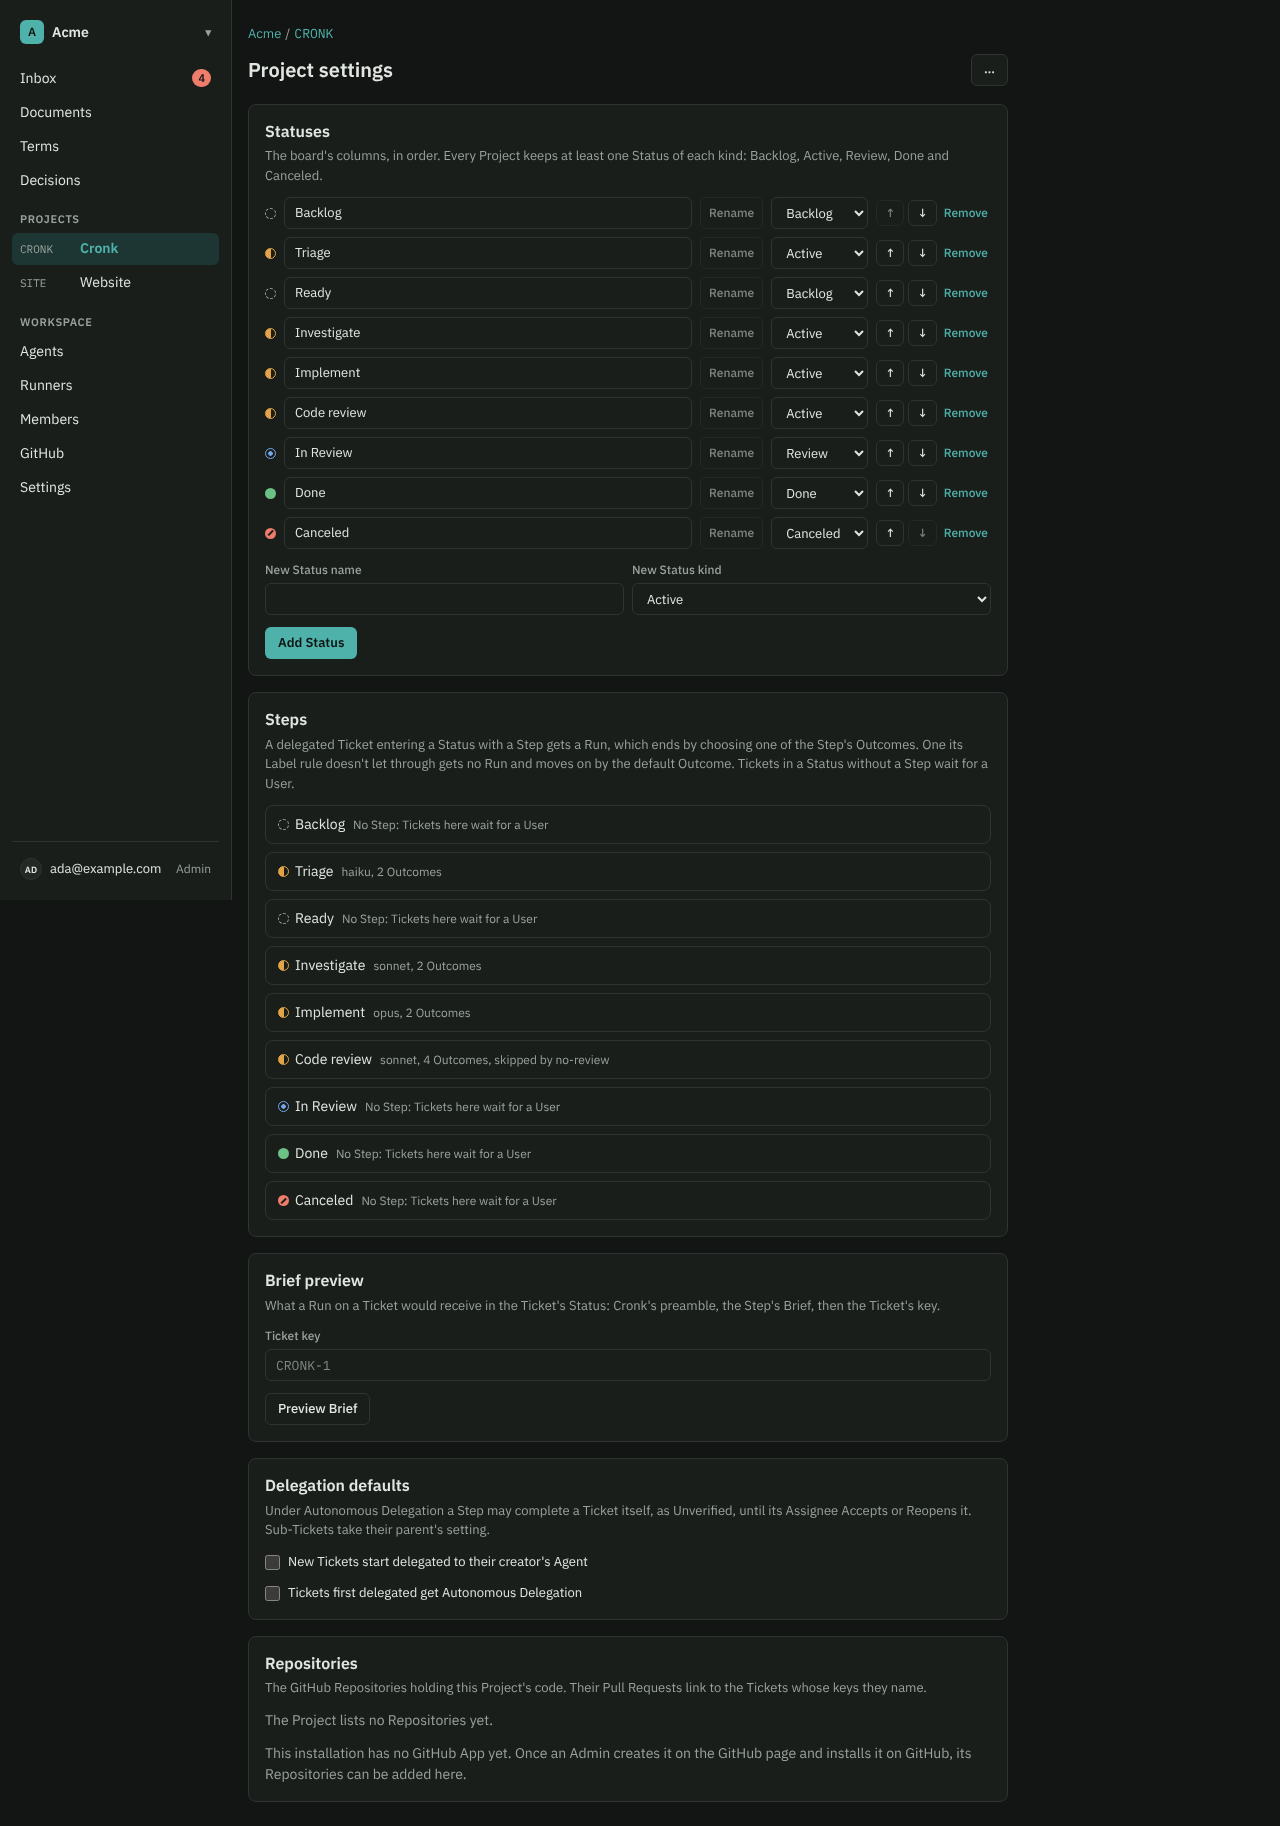 A Acme ▾
Inbox 4
Documents
Terms
Decisions
PROJECTS
CRONK Cronk
SITE Website
WORKSPACE
Agents
Runners
Members
GitHub
Settings
AD ada@example.com Admin
Acme / CRONK
Project settings
...
Statuses
The board's columns, in order. Every Project keeps at least one Status of each kind: Backlog, Active, Review, Done and
Canceled.
Backlog Rename Backlog ↑ ↓ Remove
Triage Rename Active ↑ ↓ Remove
Ready Rename Backlog ↑ ↓ Remove
Investigate Rename Active ↑ ↓ Remove
Implement Rename Active ↑ ↓ Remove
Code review Rename Active ↑ ↓ Remove
In Review Rename Review ↑ ↓ Remove
Done Rename Done ↑ ↓ Remove
Canceled Rename Canceled ↑ ↓ Remove
New Status name New Status kind
Active
Add Status
Steps
A delegated Ticket entering a Status with a Step gets a Run, which ends by choosing one of the Step's Outcomes. One its
Label rule doesn't let through gets no Run and moves on by the default Outcome. Tickets in a Status without a Step wait for a
User.
Backlog No Step: Tickets here wait for a User
Triage haiku, 2 Outcomes
Ready No Step: Tickets here wait for a User
Investigate sonnet, 2 Outcomes
Implement opus, 2 Outcomes
Code review sonnet, 4 Outcomes, skipped by no-review
In Review No Step: Tickets here wait for a User
Done No Step: Tickets here wait for a User
Canceled No Step: Tickets here wait for a User
Brief preview
What a Run on a Ticket would receive in the Ticket's Status: Cronk's preamble, the Step's Brief, then the Ticket's key.
Ticket key
CRONK-1
Preview Brief
Delegation defaults
Under Autonomous Delegation a Step may complete a Ticket itself, as Unverified, until its Assignee Accepts or Reopens it.
Sub-Tickets take their parent's setting.
New Tickets start delegated to their creator's Agent
Tickets first delegated get Autonomous Delegation
Repositories
The GitHub Repositories holding this Project's code. Their Pull Requests link to the Tickets whose keys they name.
The Project lists no Repositories yet.
This installation has no GitHub App yet. Once an Admin creates it on the GitHub page and installs it on GitHub, its
Repositories can be added here.